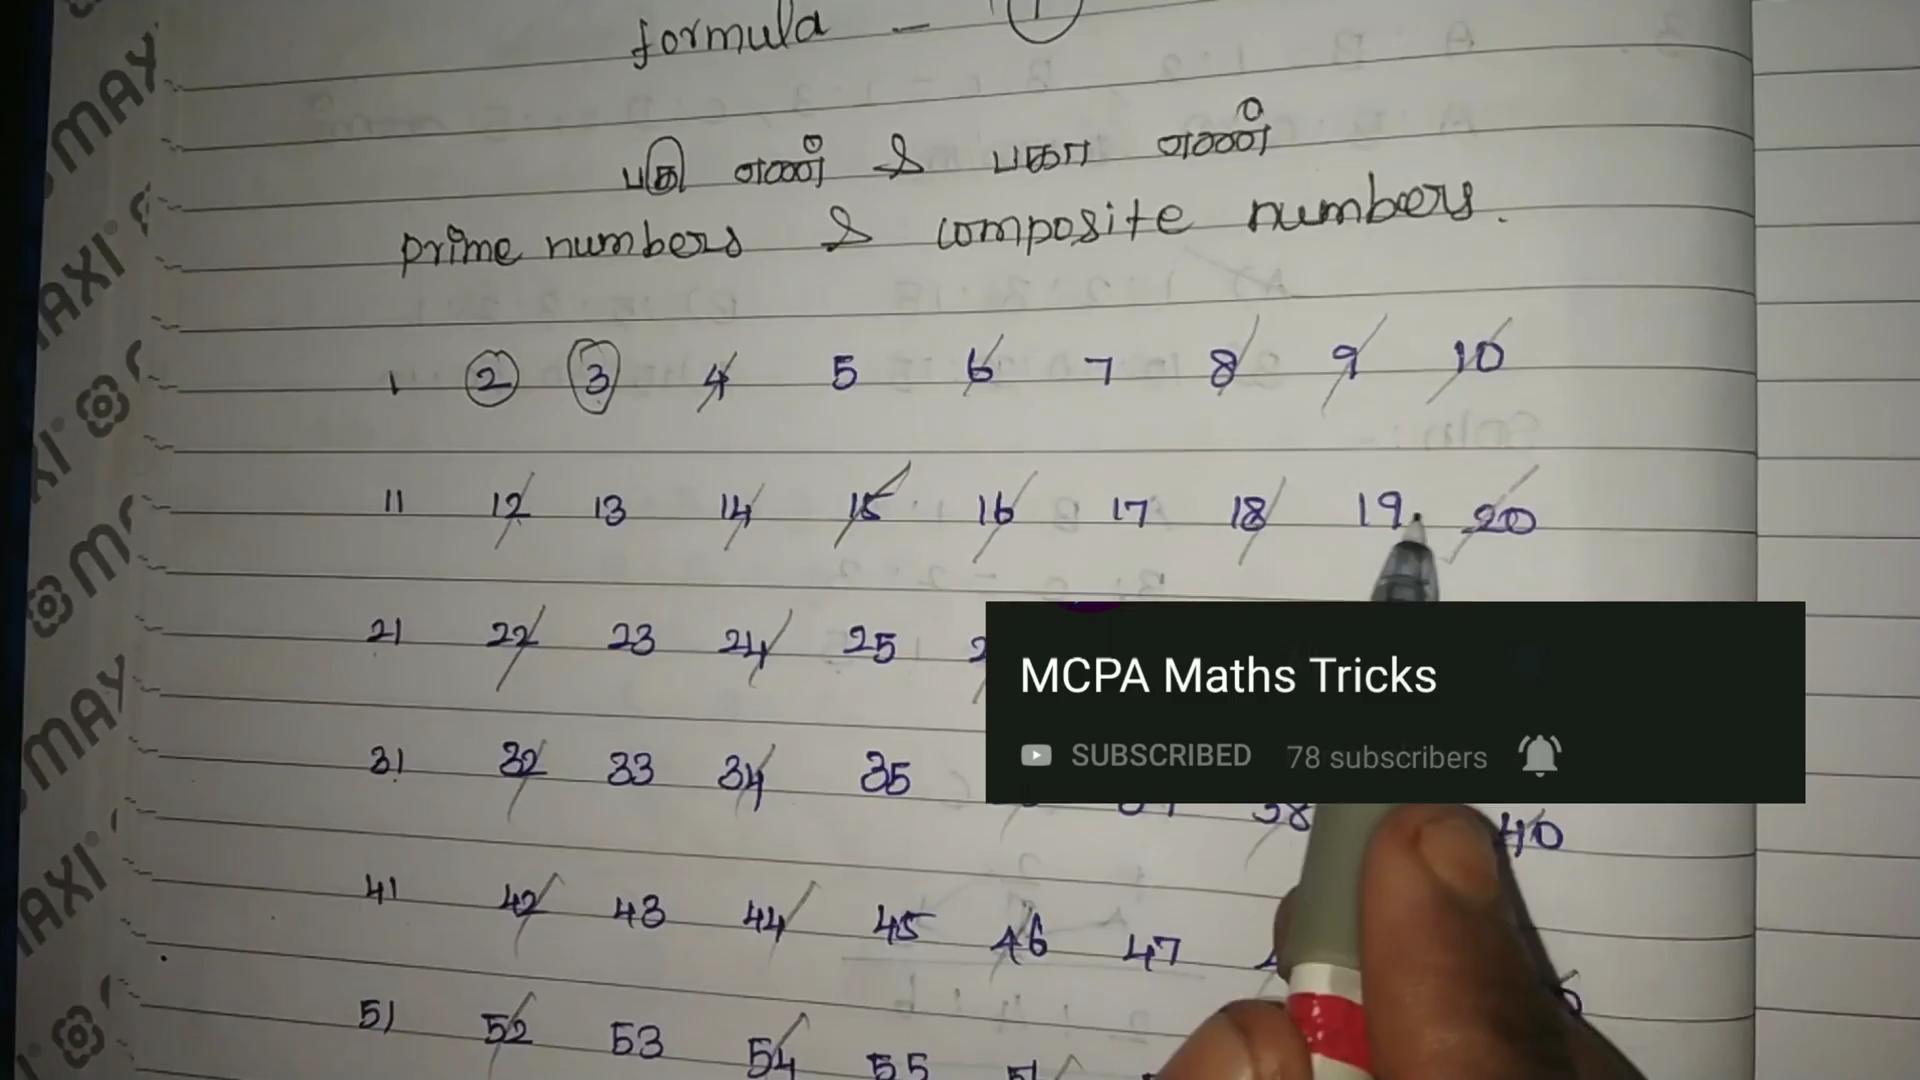 formula - 1
பகு எண் & பகா எண்
prime numbers & composite numbers.
1 2 3 4 5 6 7 8 9 10
11 12 13 14 15 16 17 18 19 20
21 22 23 24 25
MCPA Maths Tricks
SUBSCRIBED 78 subscribers
31 32 33 34 35 38 40
41 42 43 44 45 46 47
51 52 53 54 55
MAXI